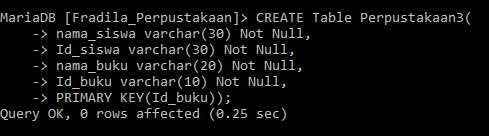 MariaDB [Fradila_Perpustakaan]> CREATE Table Perpustakaan3(
-> nama_siswa varchar(30) Not Null,
-> Id_siswa varchar(30) Not Null,
-> nama_buku varchar(20) Not Null,
-> Id_buku varchar(10) Not Null,
-> PRIMARY KEY(Id_buku));
Query OK, 0 rows affected (0.25 sec)